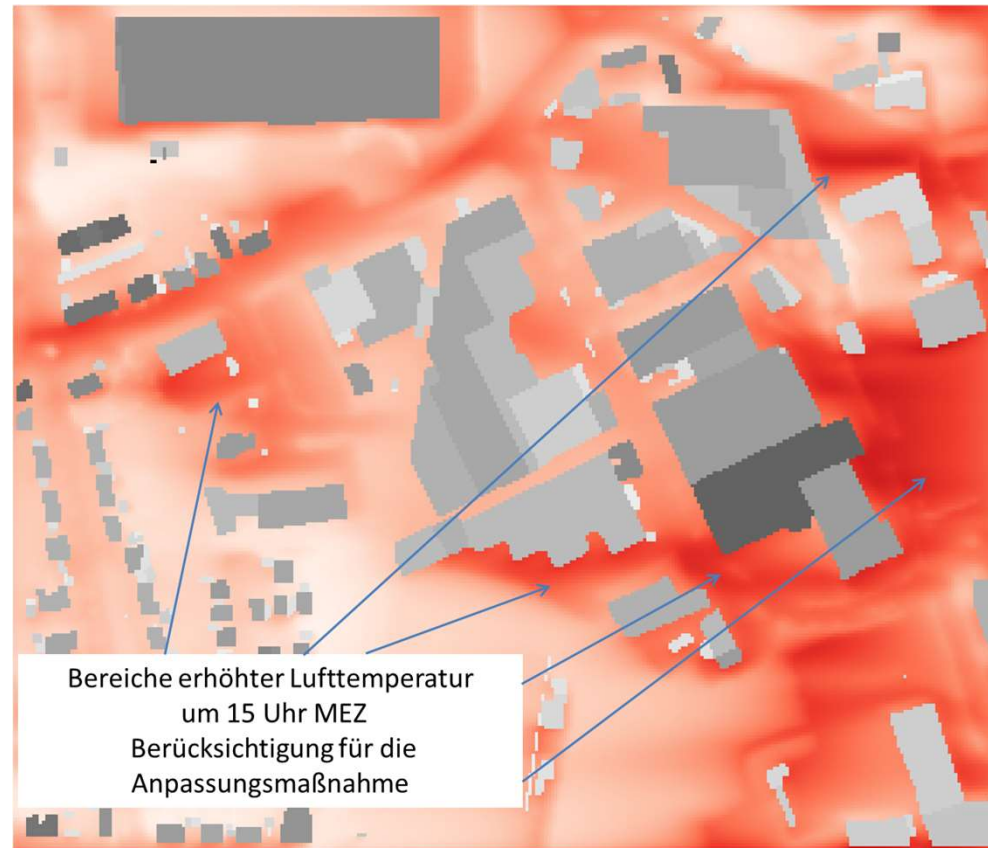 Bereiche erhöhter Lufttemperatur
um 15 Uhr MEZ
Berücksichtigung für die
Anpassungsmaßnahme